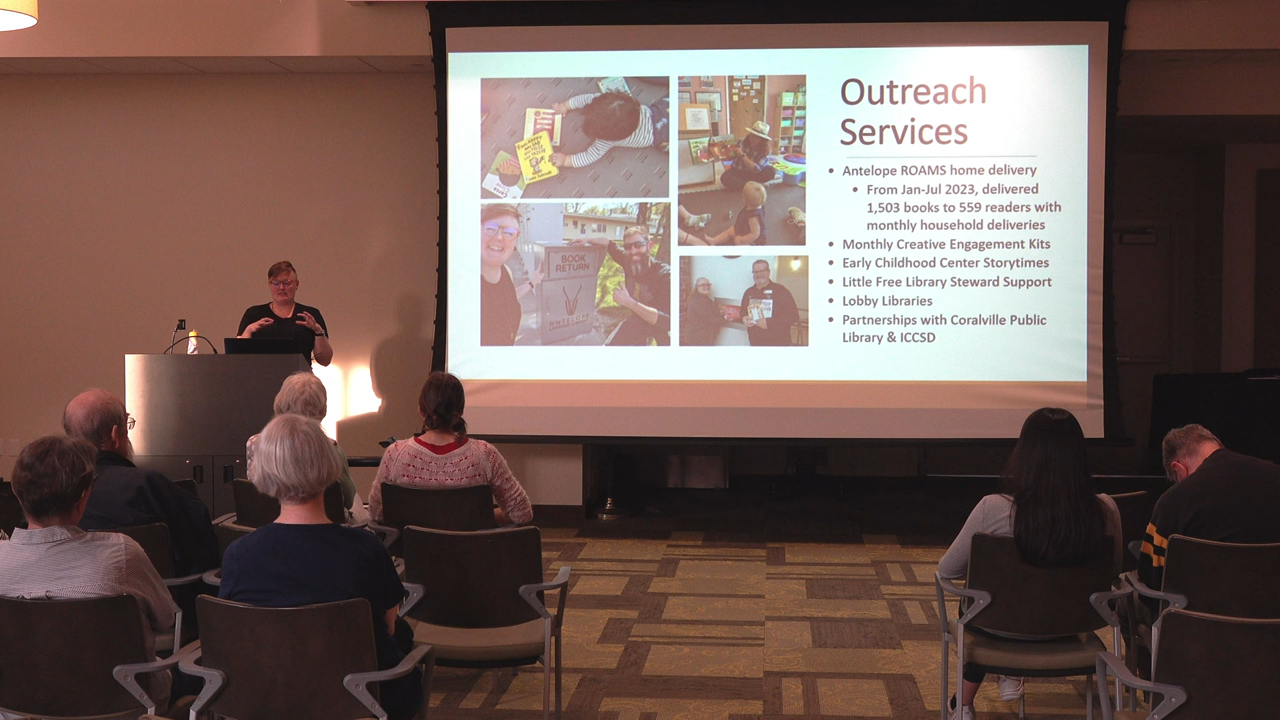 Outreach
Services
• Antelope ROAMS home delivery
• From Jan-Jul 2023, delivered
1,503 books to 559 readers with
monthly household deliveries
• Monthly Creative Engagement Kits
• Early Childhood Center Storytimes
• Little Free Library Steward Support
• Lobby Libraries
• Partnerships with Coralville Public
Library & ICCSD
BOOK
RETURN
ANTELOPE